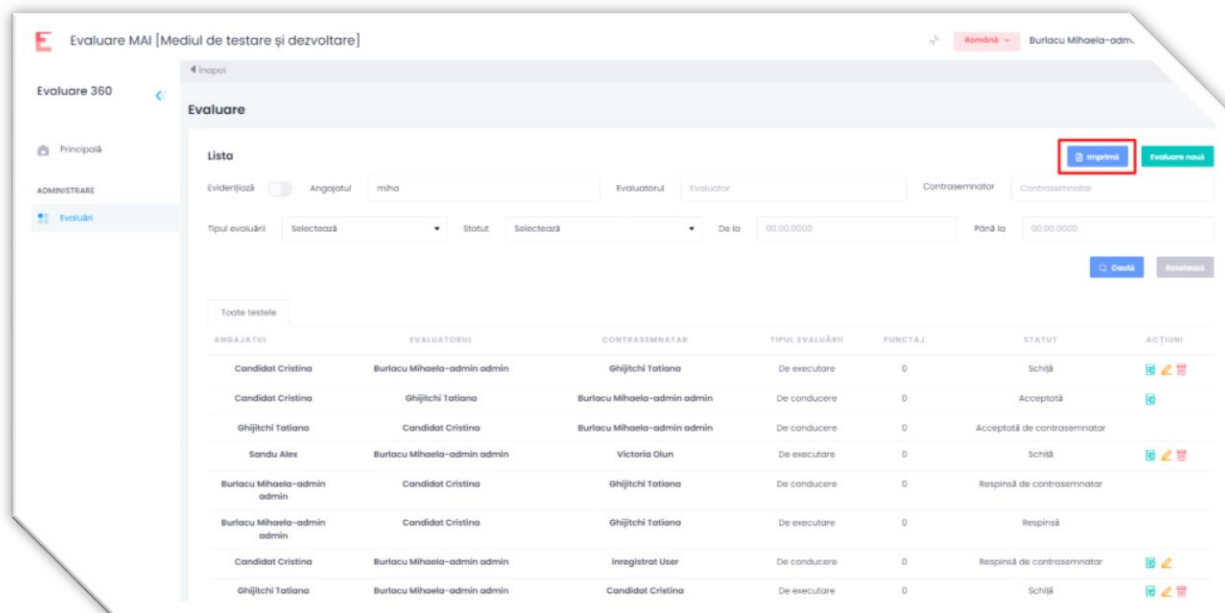 E Evaluare MAI [Mediul de testare și dezvoltare] Română Burlacu Mihaela-adm.
Înapoi
Evaluare 360
Evaluare
Principală
Lista Imprimă Evaluare nouă
ADMINISTRARE
Evidențiază Angajatul miha Evaluatorul Evaluator Contrasemnator Contrasemnatar
Evaluări
Tipul evaluării Selectează Statut Selectează De la 00.00.0000 Până la 00.00.0000
Caută Resetează
Toate testele
ANGAJATUL EVALUATORUL CONTRASEMNATAR TIPUL EVALUĂRII PUNCTAJ STATUT ACȚIUNI
Candidat Cristina Burlacu Mihaela-admin admin Ghijitchi Tatiana De executare 0 Schiță
Candidat Cristina Ghijitchi Tatiana Burlacu Mihaela-admin admin De conducere 0 Acceptată
Ghijitchi Tatiana Candidat Cristina Burlacu Mihaela-admin admin De conducere 0 Acceptată de contrasemnator
Sandu Alex Burlacu Mihaela-admin admin Victoria Olun De executare 0 Schiță
Burlacu Mihaela-admin admin Candidat Cristina Ghijitchi Tatiana De conducere 0 Respinsă de contrasemnatar
Burlacu Mihaela-admin admin Candidat Cristina Ghijitchi Tatiana De executare 0 Respinsă
Candidat Cristina Burlacu Mihaela-admin admin Inregistrat User De conducere 0 Respinsă de contrasemnatar
Ghijitchi Tatiana Burlacu Mihaela-admin admin Candidat Cristina De executare 0 Schiță